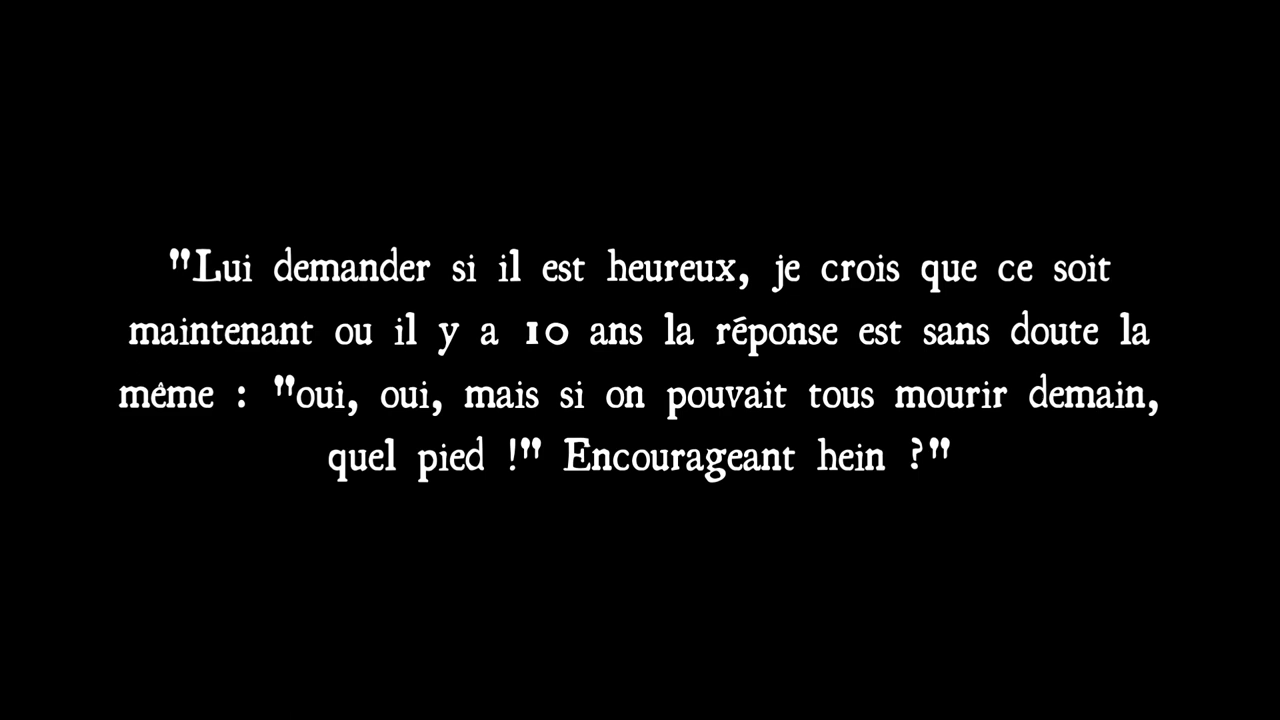 "Lui demander si il est heureux, je crois que ce soit
maintenant ou il y a 10 ans la réponse est sans doute la
même : "oui, oui, mais si on pouvait tous mourir demain,
quel pied !" Encourageant hein ?"